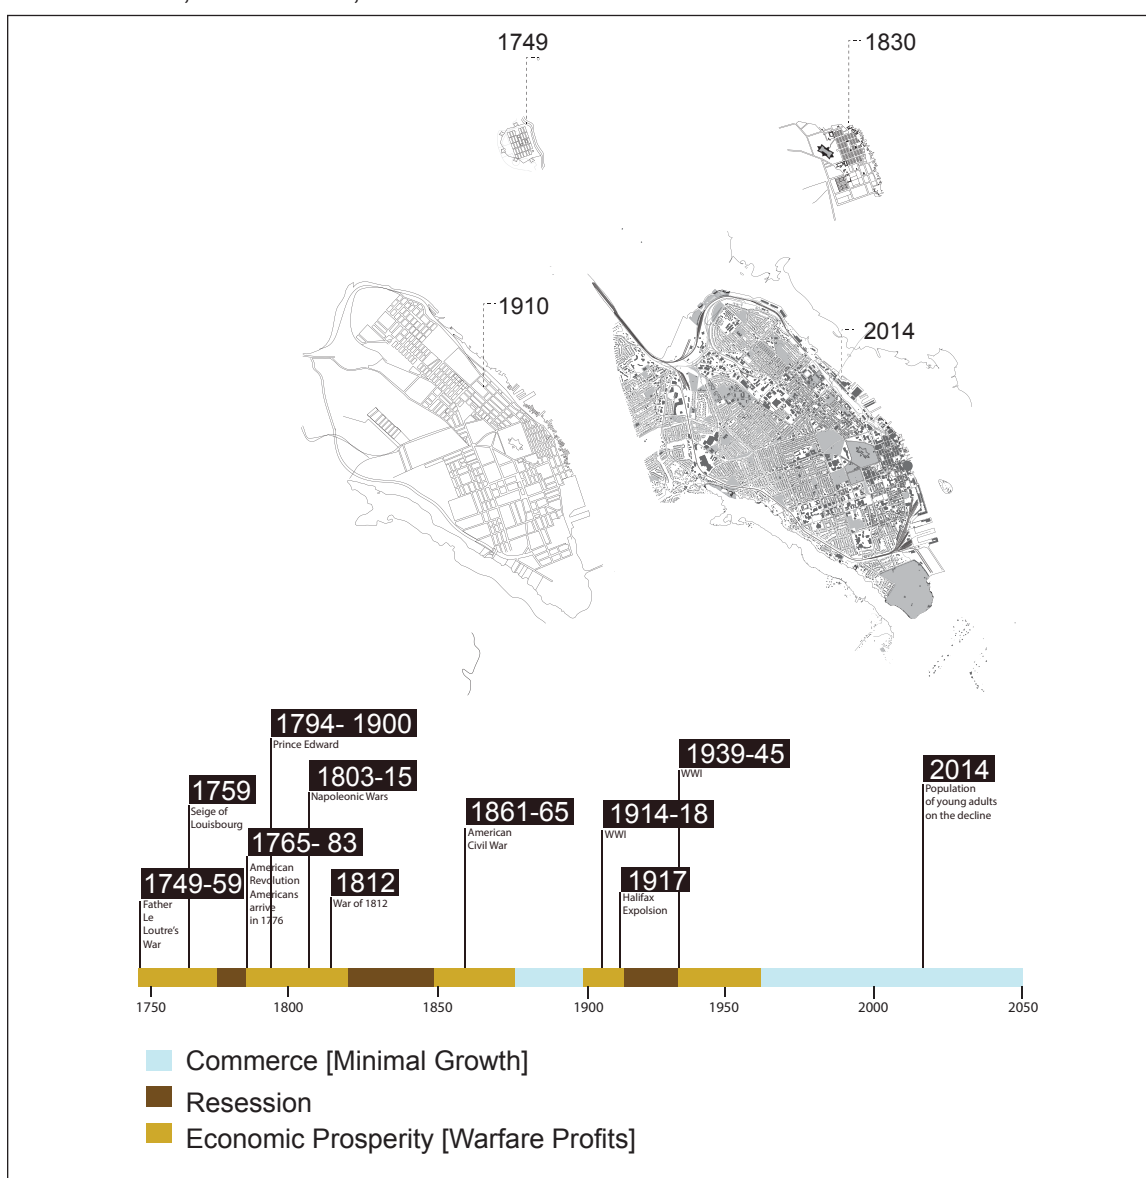 1749
1830
1910
2014
1794- 1900
Prince Edward
1939-45
WWI
1803-15
Napoleonic Wars
2014
Population
of young adults
on the decline
1759
Seige of
Louisbourg
1861-65
American
Civil War
1914-18
WWI
1765- 83
American
Revolution
Americans
arrive
in 1776
1749-59
Father
Le
Loutre's
War
1812
War of 1812
1917
Halifax
Expolsion
1750
1800
1850
1900
1950
2000
2050
Commerce [Minimal Growth]
Resession
Economic Prosperity [Warfare Profits]